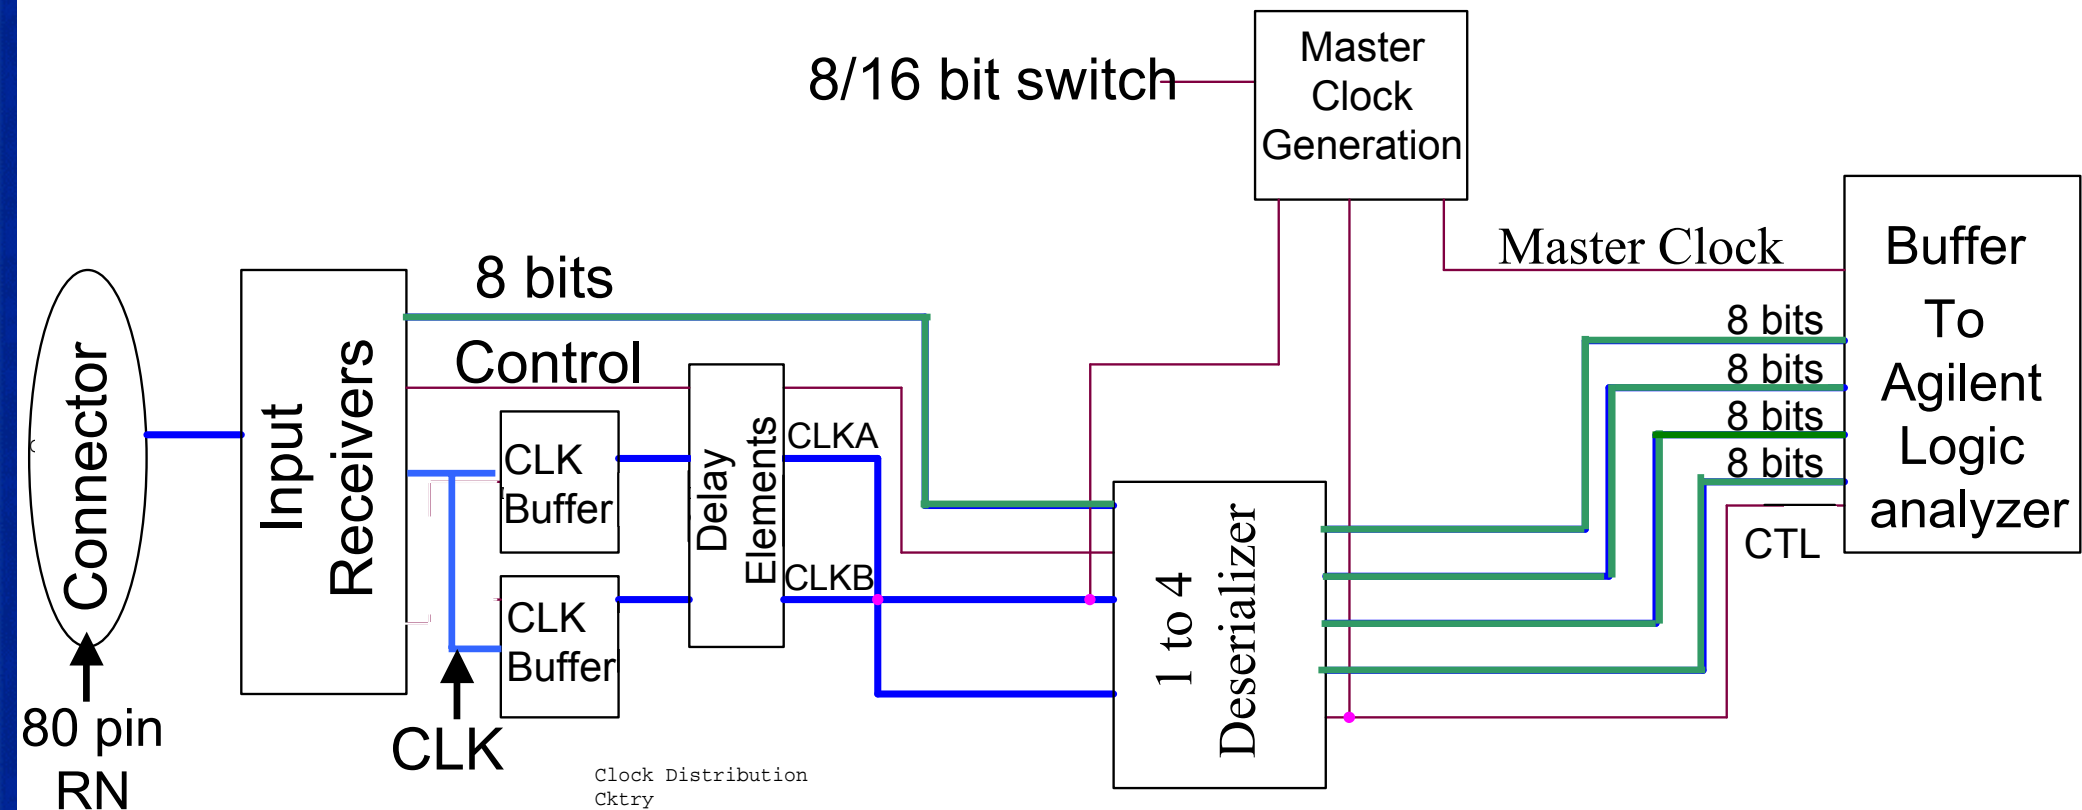 8/16 bit switch
Master
Clock
Generation
Master Clock
Buffer
To
Agilent
Logic
analyzer
8 bits
8 bits
8 bits
8 bits
CTL
8 bits
Control
Connector
Input
Receivers
CLK
Buffer
CLK
Buffer
Delay
Elements
CLKA
CLKB
1 to 4
Deserializer
80 pin
RN
CLK
Clock Distribution
Cktry